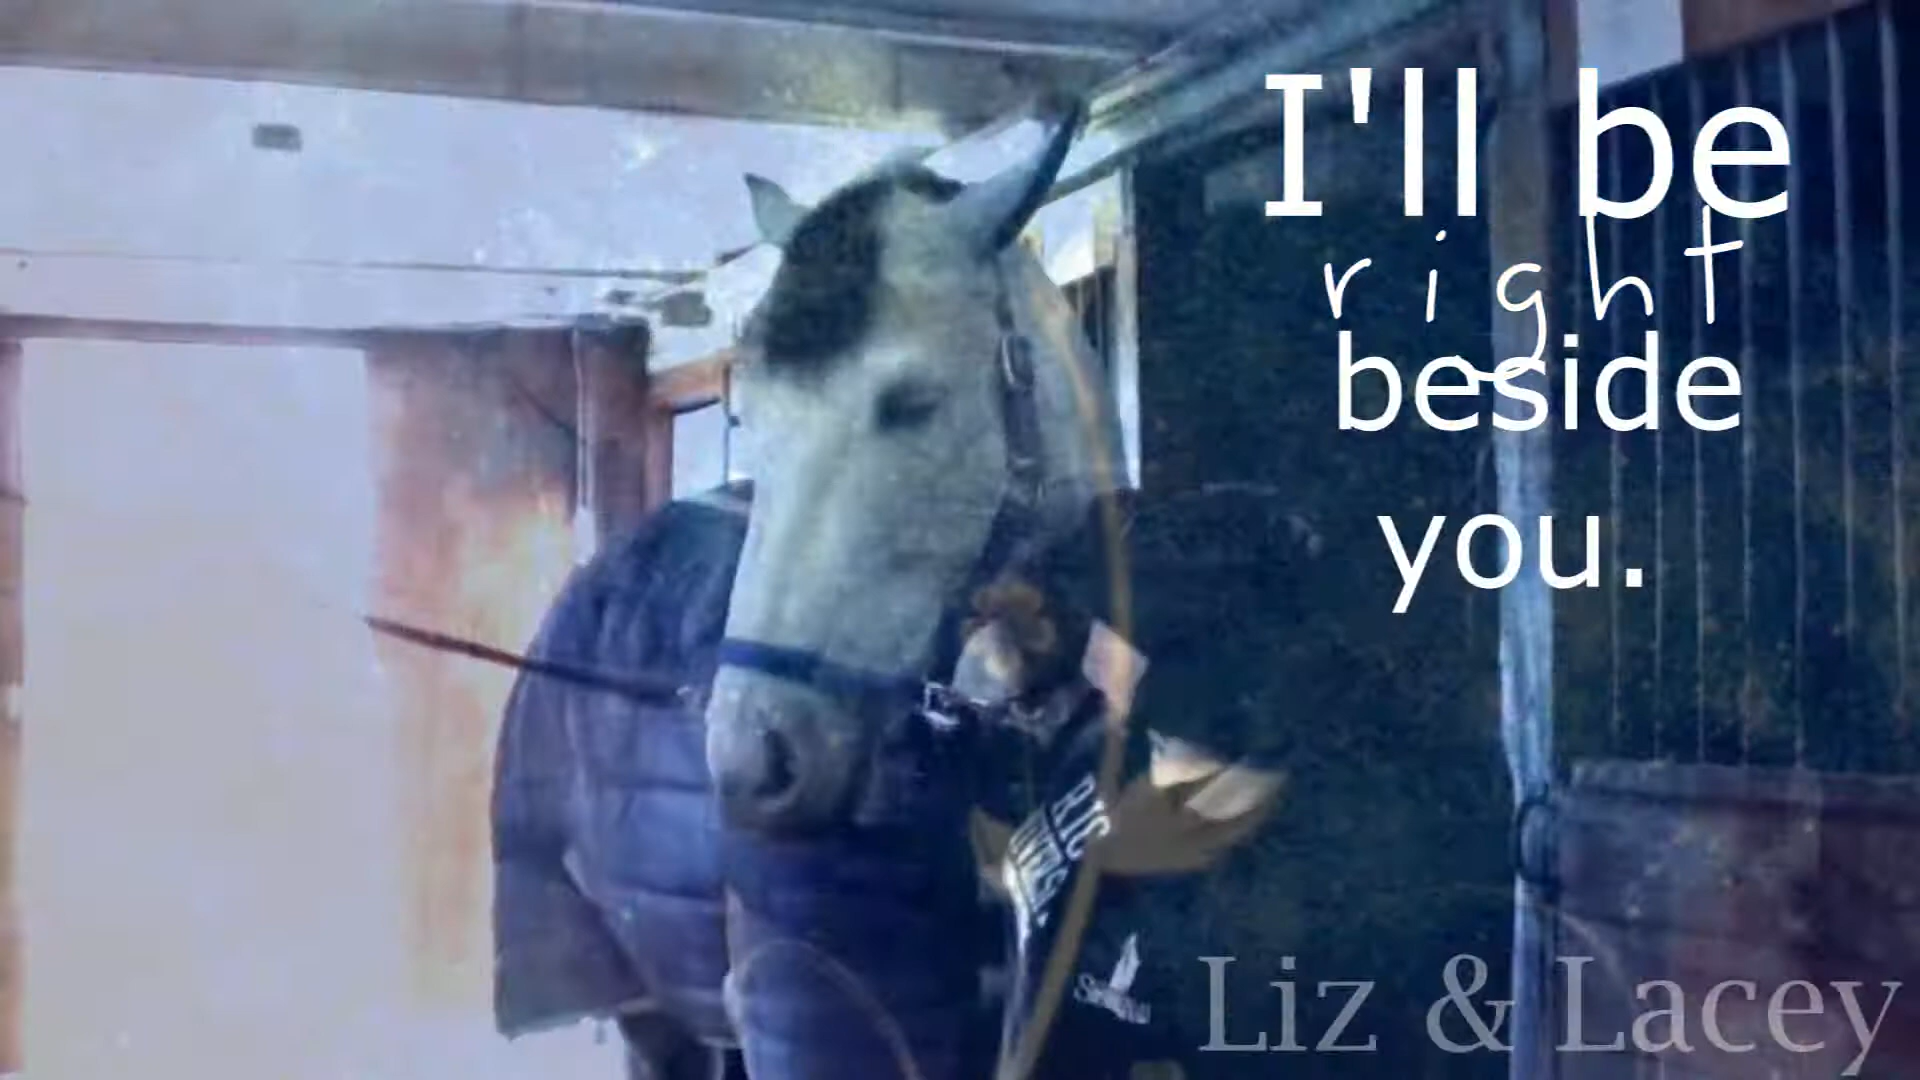 I'll be
right
beside
you.
Liz & Lacey